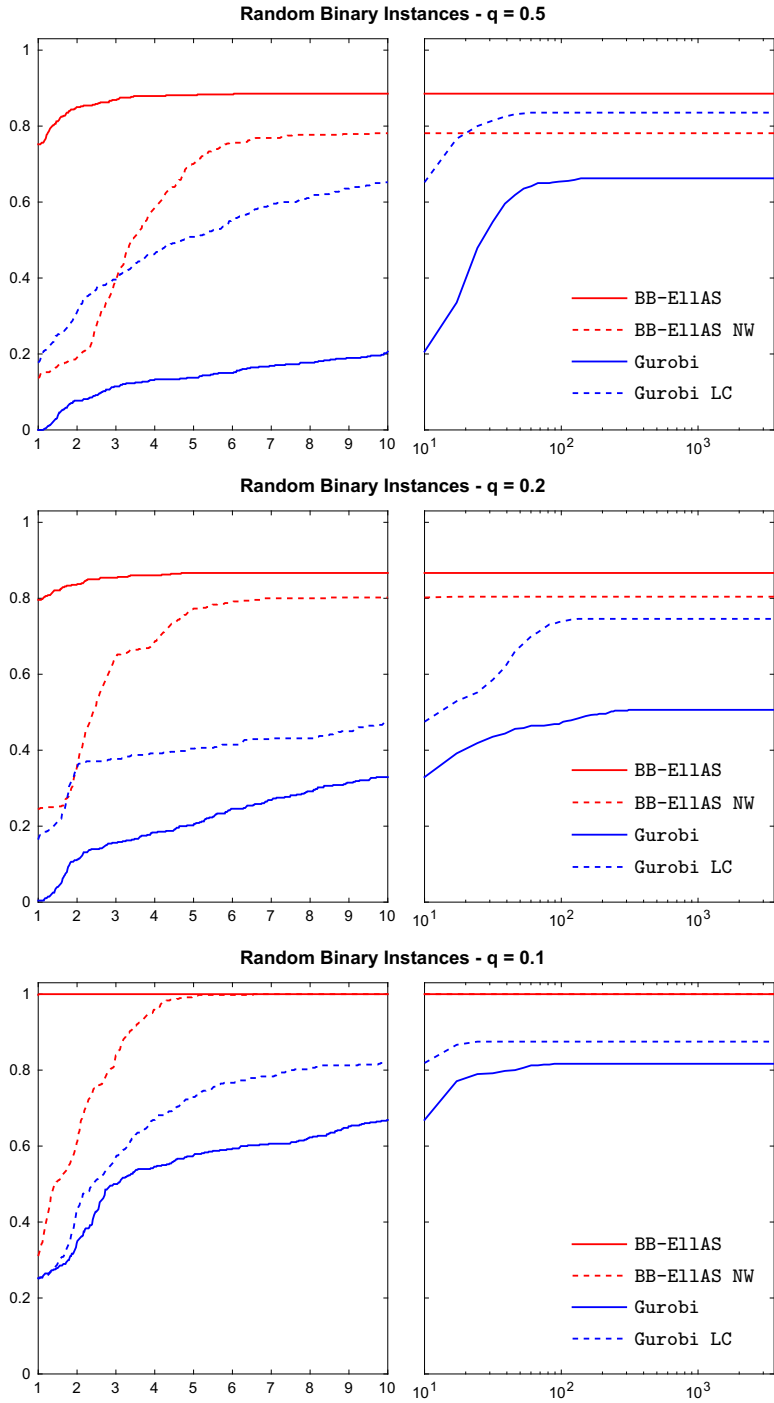 Random Binary Instances - q = 0.5
1
0.8
0.6
0.4
0.2
0
1 2 3 4 5 6 7 8 9 10
10^1 10^2 10^3
BB-EllAS
BB-EllAS NW
Gurobi
Gurobi LC
Random Binary Instances - q = 0.2
1
0.8
0.6
0.4
0.2
0
1 2 3 4 5 6 7 8 9 10
10^1 10^2 10^3
BB-EllAS
BB-EllAS NW
Gurobi
Gurobi LC
Random Binary Instances - q = 0.1
1
0.8
0.6
0.4
0.2
0
1 2 3 4 5 6 7 8 9 10
10^1 10^2 10^3
BB-EllAS
BB-EllAS NW
Gurobi
Gurobi LC